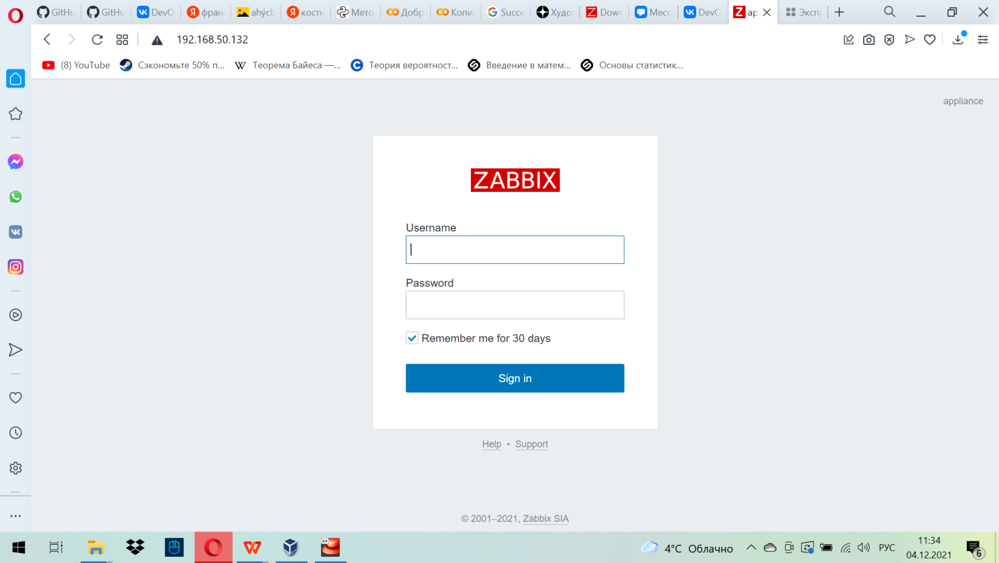 GitHu
GitHu
DevO
фран
ahýcb
костю
Мето
Добр
Копи
Succe
Худо
Down
Месс
DevO
ap
Эксп
192.168.50.132
(8) YouTube
Сэкономьте 50% п...
W Теорема Байеса —...
Теория вероятност...
Введение в матем...
Основы статистик...
appliance
ZABBIX
Username
Password
Remember me for 30 days
Sign in
Help • Support
© 2001–2021, Zabbix SIA
4°C Облачно
РУС
11:34
04.12.2021
6